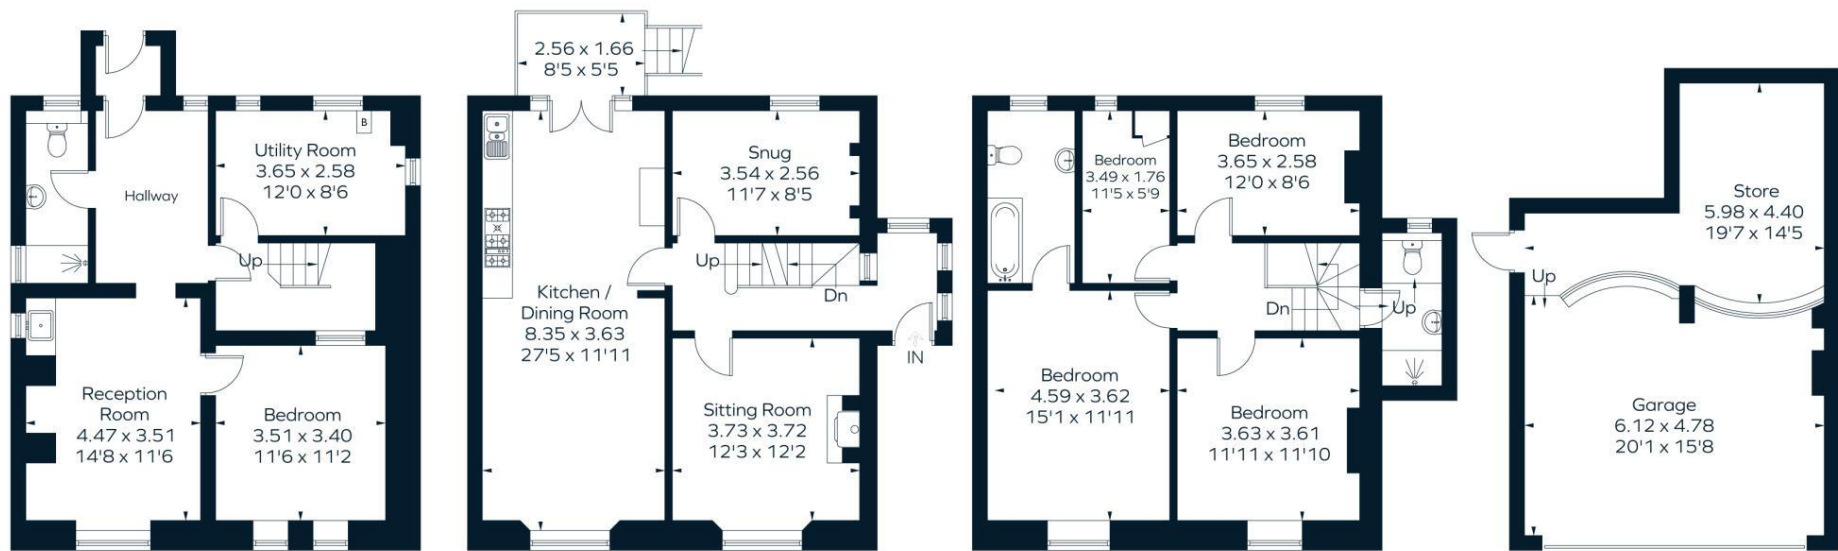 B
Utility Room
3.65 x 2.58
12'0 x 8'6
Hallway
Up
Reception
Room
4.47 x 3.51
14'8 x 11'6
Bedroom
3.51 x 3.40
11'6 x 11'2
2.56 x 1.66
8'5 x 5'5
Snug
3.54 x 2.56
11'7 x 8'5
Up
Dn
Kitchen /
Dining Room
8.35 x 3.63
27'5 x 11'11
IN
Sitting Room
3.73 x 3.72
12'3 x 12'2
Bedroom
3.49 x 1.76
11'5 x 5'9
Bedroom
3.65 x 2.58
12'0 x 8'6
Dn
Up
Bedroom
4.59 x 3.62
15'1 x 11'11
Bedroom
3.63 x 3.61
11'11 x 11'10
Store
5.98 x 4.40
19'7 x 14'5
Up
Garage
6.12 x 4.78
20'1 x 15'8